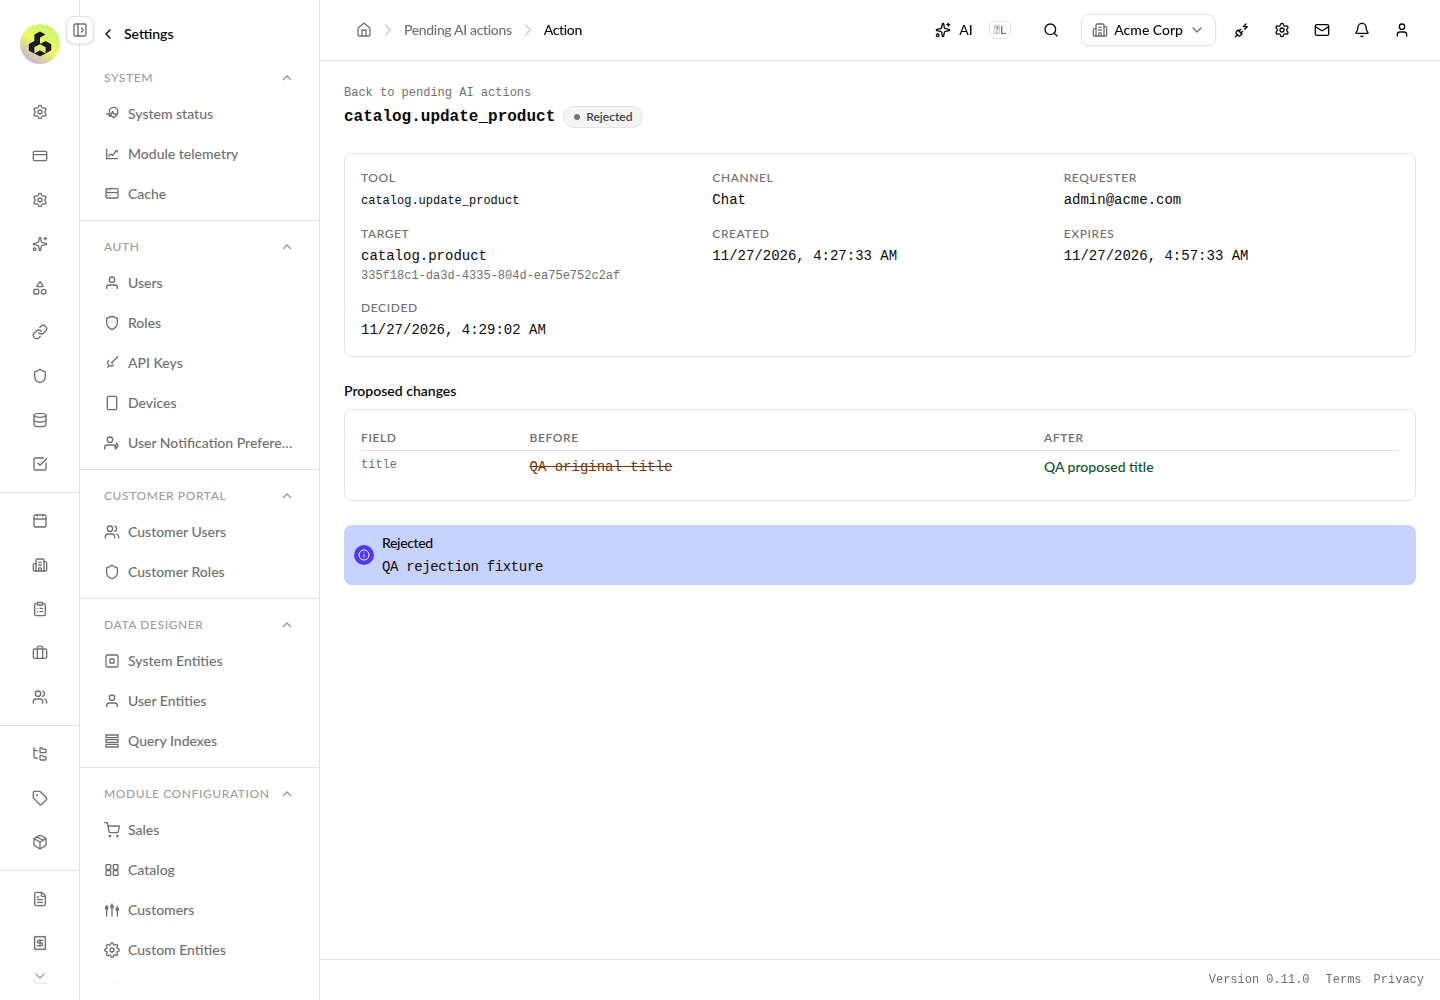 Settings
SYSTEM
System status
Module telemetry
Cache
AUTH
Users
Roles
API Keys
Devices
User Notification Prefere...
CUSTOMER PORTAL
Customer Users
Customer Roles
DATA DESIGNER
System Entities
User Entities
Query Indexes
MODULE CONFIGURATION
Sales
Catalog
Customers
Custom Entities
Pending AI actions
Action
AI
L
Acme Corp
Back to pending AI actions
catalog.update_product
Rejected
TOOL
catalog.update_product
CHANNEL
Chat
REQUESTER
admin@acme.com
TARGET
catalog.product
335f18c1-da3d-4335-804d-ea75e752c2af
CREATED
11/27/2026, 4:27:33 AM
EXPIRES
11/27/2026, 4:57:33 AM
DECIDED
11/27/2026, 4:29:02 AM
Proposed changes
FIELD BEFORE AFTER
title QA original title QA proposed title
Rejected
QA rejection fixture
Version 0.11.0 Terms Privacy